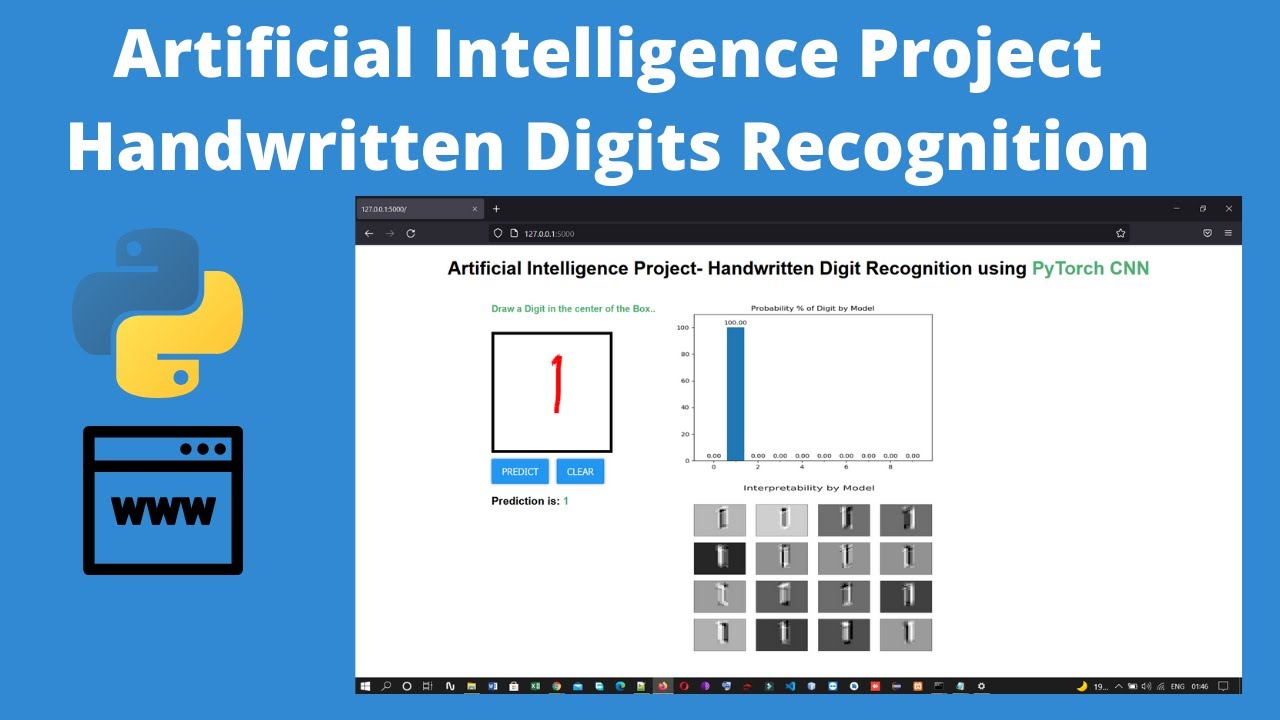 Artificial Intelligence Project
Handwritten Digits Recognition
127.0.0.1:5000/
127.0.0.1:5000
Artificial Intelligence Project- Handwritten Digit Recognition using PyTorch CNN
Draw a Digit in the center of the Box..
1
PREDICT CLEAR
Prediction is: 1
Probability % of Digit by Model
100.00
100
80
60
40
20
0
0.00 0.00 0.00 0.00 0.00 0.00 0.00 0.00 0.00
0 2 4 6 8
Interpretability by Model
WWW
19... ENG 01:46